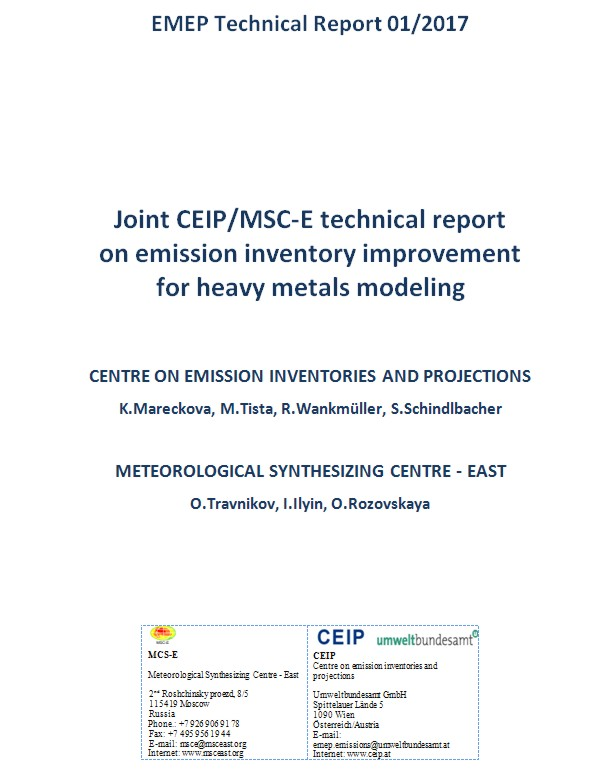 EMEP Technical Report 01/2017
Joint CEIP/MSC-E technical report
on emission inventory improvement
for heavy metals modeling
CENTRE ON EMISSION INVENTORIES AND PROJECTIONS
K.Mareckova, M.Tista, R.Wankmüller, S.Schindlbacher
METEOROLOGICAL SYNTHESIZING CENTRE - EAST
O.Travnikov, I.Ilyin, O.Rozovskaya
MSC-E
MCS-E
Meteorological Synthesizing Centre - East
2nd Roshchinsky proezd, 8/5
115419 Moscow
Russia
Phone.: +7 926 906 91 78
Fax: +7 495 956 19 44
E-mail: msce@msceast.org
Internet: www.msceast.org
CEIP umweltbundesamt
CEIP
Centre on emission inventories and
projections
Umweltbundesamt GmbH
Spittelauer Lände 5
1090 Wien
Österreich/Austria
E-mail:
emep.emissions@umweltbundesamt.at
Internet: www.ceip.at